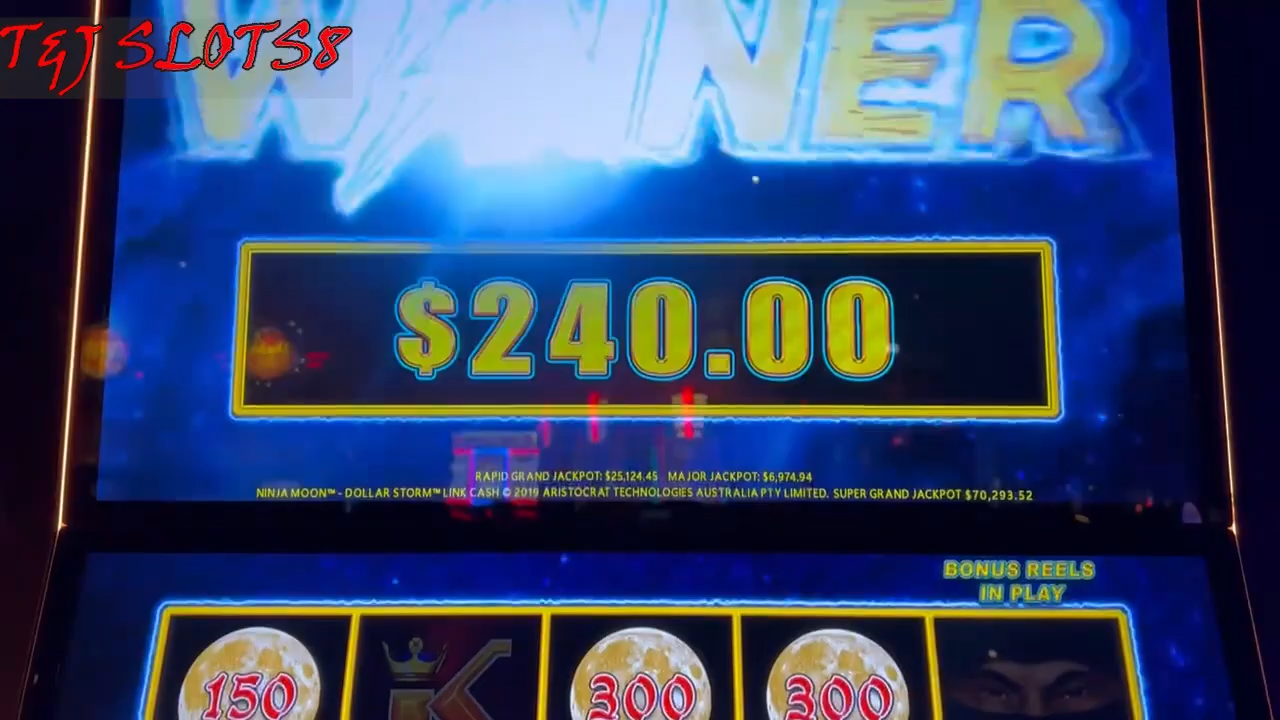 T&J SLOTS8
WINNER
$240.00
RAPID GRAND JACKPOT: $25,124.45 MAJOR JACKPOT: $6,974.94
NINJA MOON™ - DOLLAR STORM™ LINK CASH © 2019 ARISTOCRAT TECHNOLOGIES AUSTRALIA PTY LIMITED. SUPER GRAND JACKPOT $70,293.52
BONUS REELS
IN PLAY
150 K 300 300